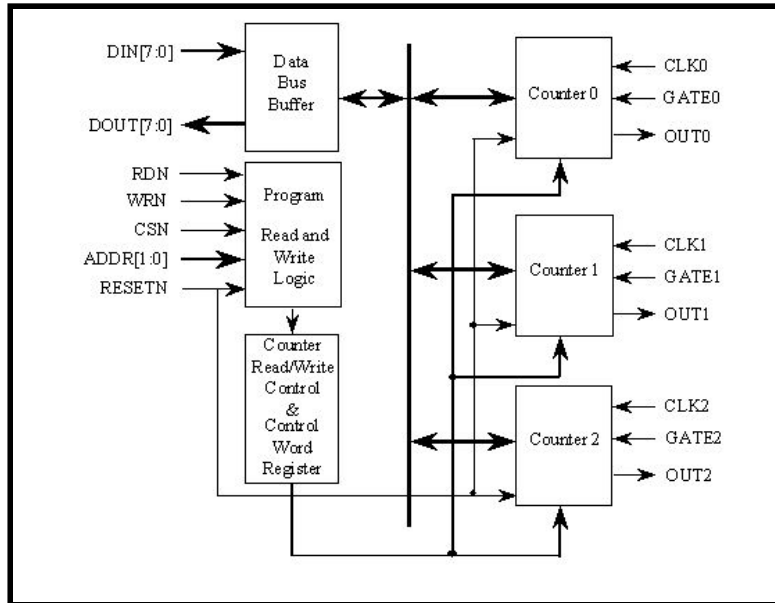 DIN[7:0]
DOUT[7:0]
Data
Bus
Buffer
RDN
WRN
CSN
ADDR[1:0]
RESETN
Program
Read and
Write
Logic
Counter
Read/Write
Control
&
Control
Word
Register
Counter 0
CLK0
GATE0
OUT0
Counter 1
CLK1
GATE1
OUT1
Counter 2
CLK2
GATE2
OUT2